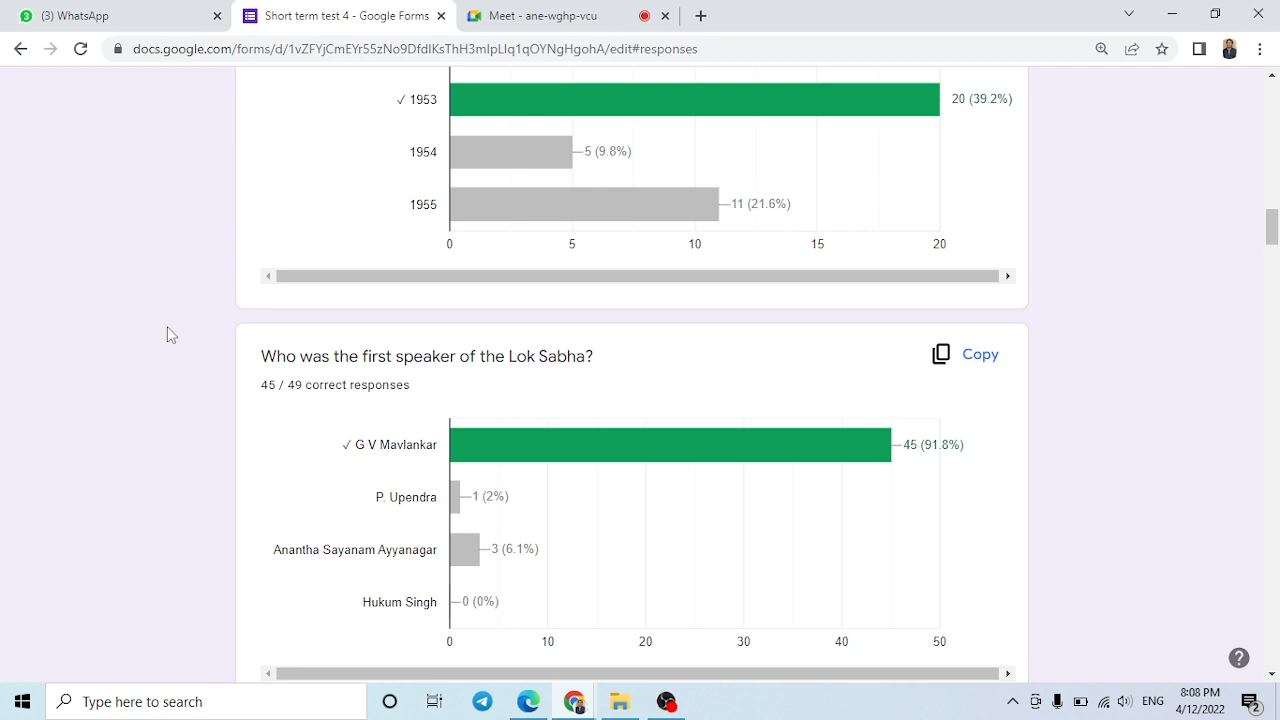 (3) WhatsApp
Short term test 4 - Google Forms
Meet - ane-wghp-vcu
docs.google.com/forms/d/1vZFYjCmEYr55zNo9DfdIKsThH3mIpLIq1qOYNgHgohA/edit#responses
✓ 1953
20 (39.2%)
1954
5 (9.8%)
1955
11 (21.6%)
0 5 10 15 20
Who was the first speaker of the Lok Sabha?
Copy
45 / 49 correct responses
✓ G V Mavlankar
45 (91.8%)
P. Upendra
1 (2%)
Anantha Sayanam Ayyanagar
3 (6.1%)
Hukum Singh
0 (0%)
0 10 20 30 40 50
Type here to search
ENG
8:08 PM
4/12/2022
2